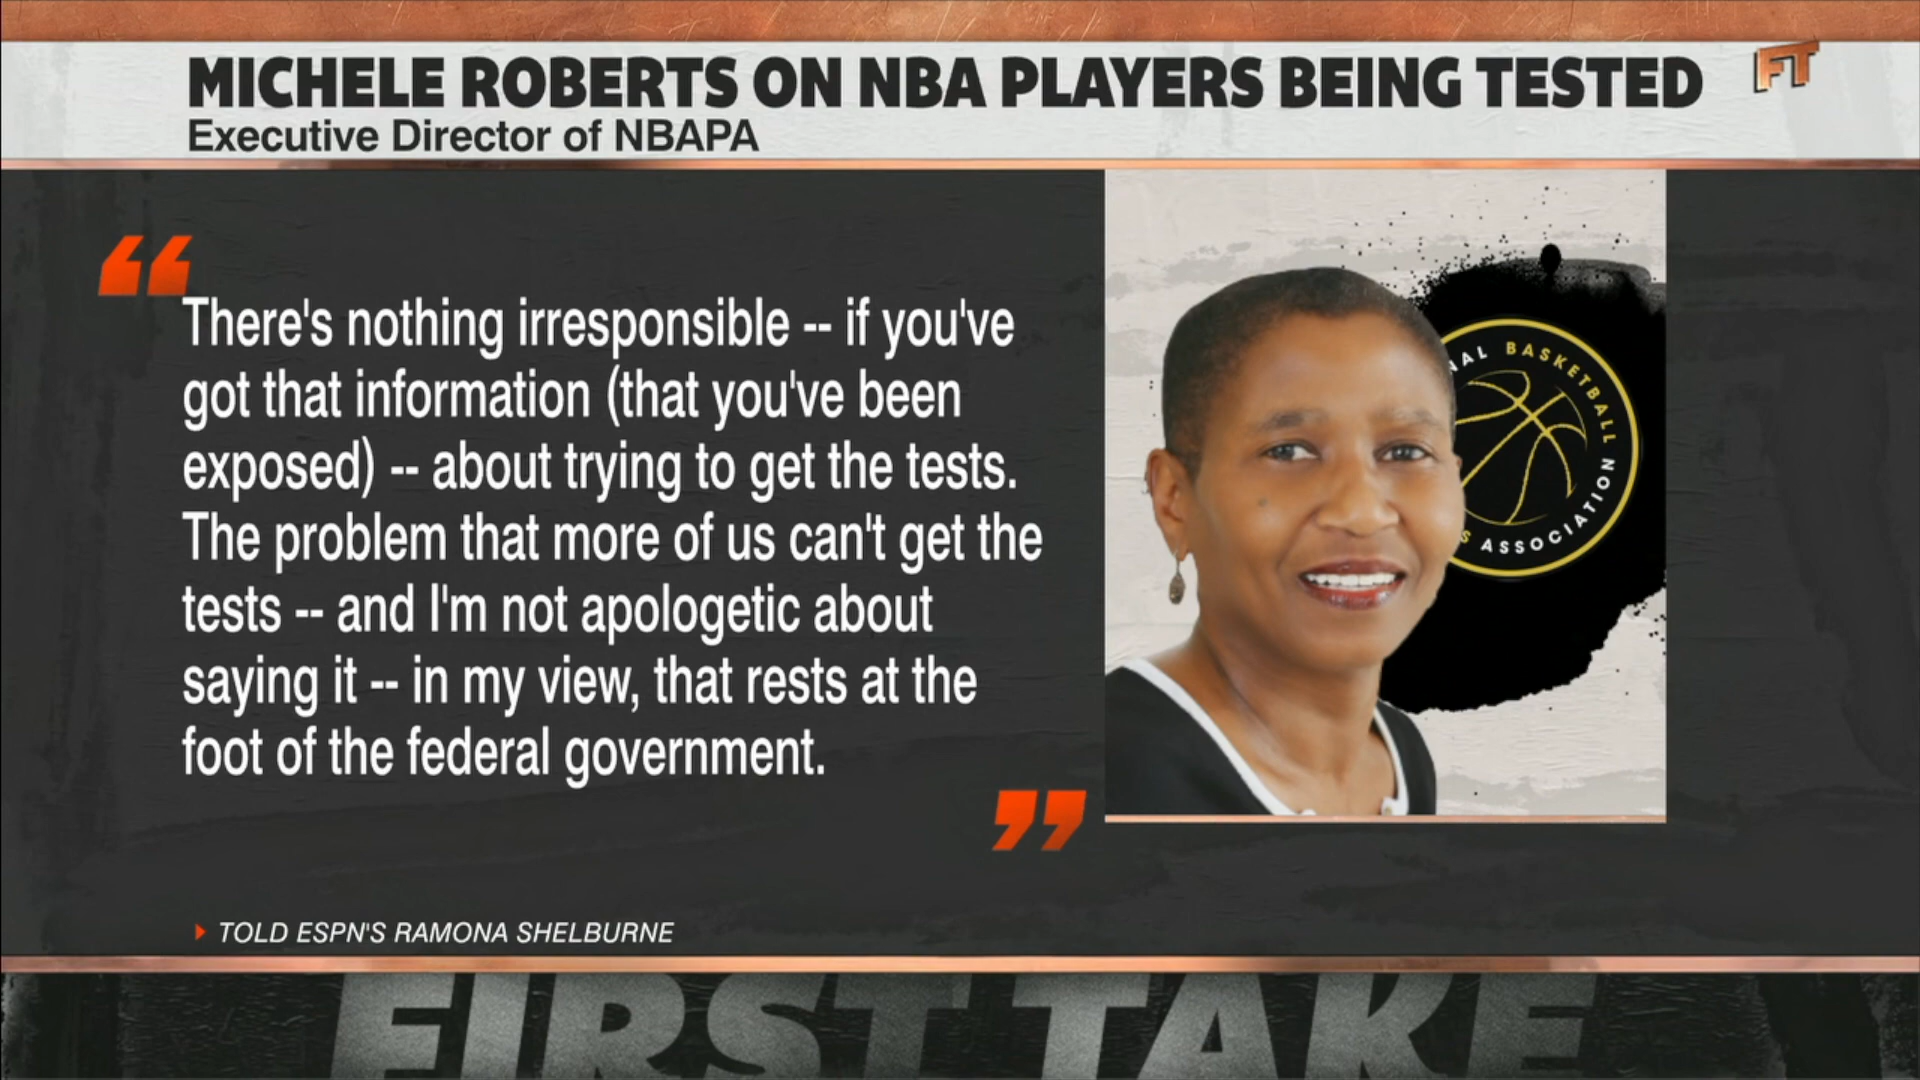 MICHELE ROBERTS ON NBA PLAYERS BEING TESTED
FT
Executive Director of NBAPA
“
There's nothing irresponsible -- if you've
got that information (that you've been
exposed) -- about trying to get the tests.
The problem that more of us can't get the
tests -- and I'm not apologetic about
saying it -- in my view, that rests at the
foot of the federal government.
”
BASKETBALL
ASSOCIATION
TOLD ESPN'S RAMONA SHELBURNE
FIRST TAKE